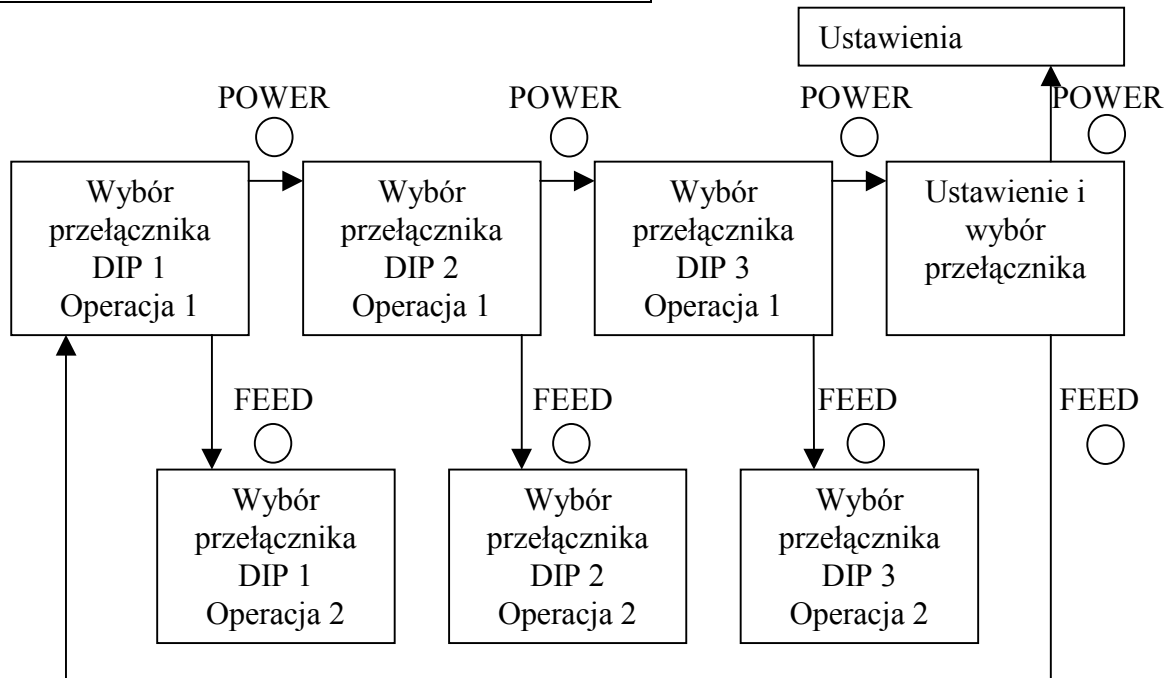 Ustawienia
POWER
POWER
POWER
POWER
Wybór
przełącznika
DIP 1
Operacja 1
Wybór
przełącznika
DIP 2
Operacja 1
Wybór
przełącznika
DIP 3
Operacja 1
Ustawienie i
wybór
przełącznika
FEED
FEED
FEED
FEED
Wybór
przełącznika
DIP 1
Operacja 2
Wybór
przełącznika
DIP 2
Operacja 2
Wybór
przełącznika
DIP 3
Operacja 2